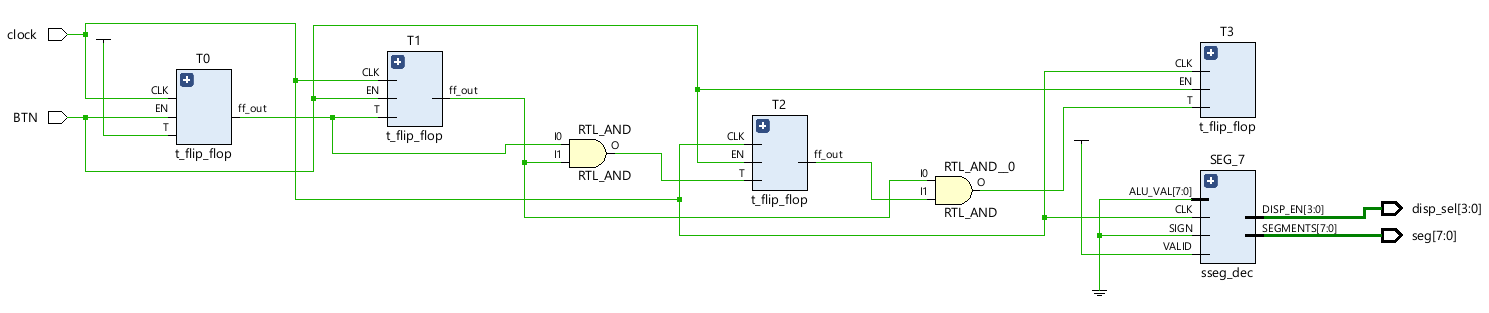 clock
BTN
T0
CLK
EN
T
ff_out
t_flip_flop
T1
CLK
EN
T
ff_out
t_flip_flop
RTL_AND
I0
I1
O
RTL_AND
T2
CLK
EN
T
ff_out
t_flip_flop
RTL_AND__0
I0
I1
O
RTL_AND
T3
CLK
EN
T
t_flip_flop
SEG_7
ALU_VAL[7:0]
CLK
SIGN
VALID
DISP_EN[3:0]
SEGMENTS[7:0]
sseg_dec
disp_sel[3:0]
seg[7:0]